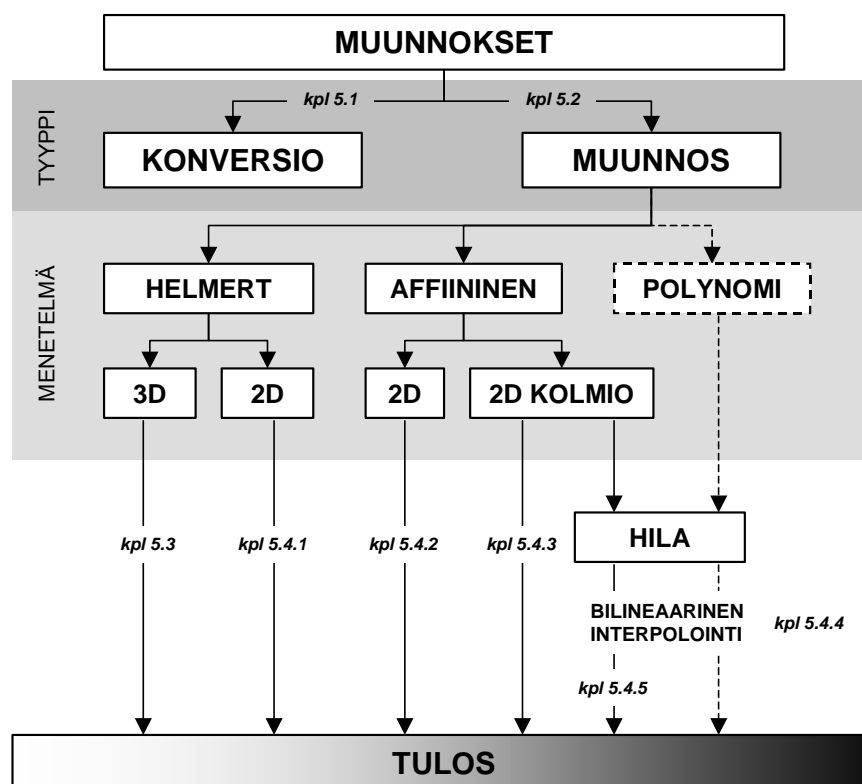 MUUNNOKSET
kpl 5.1
kpl 5.2
TYYPPI
KONVERSIO
MUUNNOS
MENETELMÄ
HELMERT
AFFIININEN
POLYNOMI
3D
2D
2D
2D KOLMIO
HILA
kpl 5.3
kpl 5.4.1
kpl 5.4.2
kpl 5.4.3
BILINEAARINEN
INTERPOLOINTI
kpl 5.4.4
kpl 5.4.5
TULOS